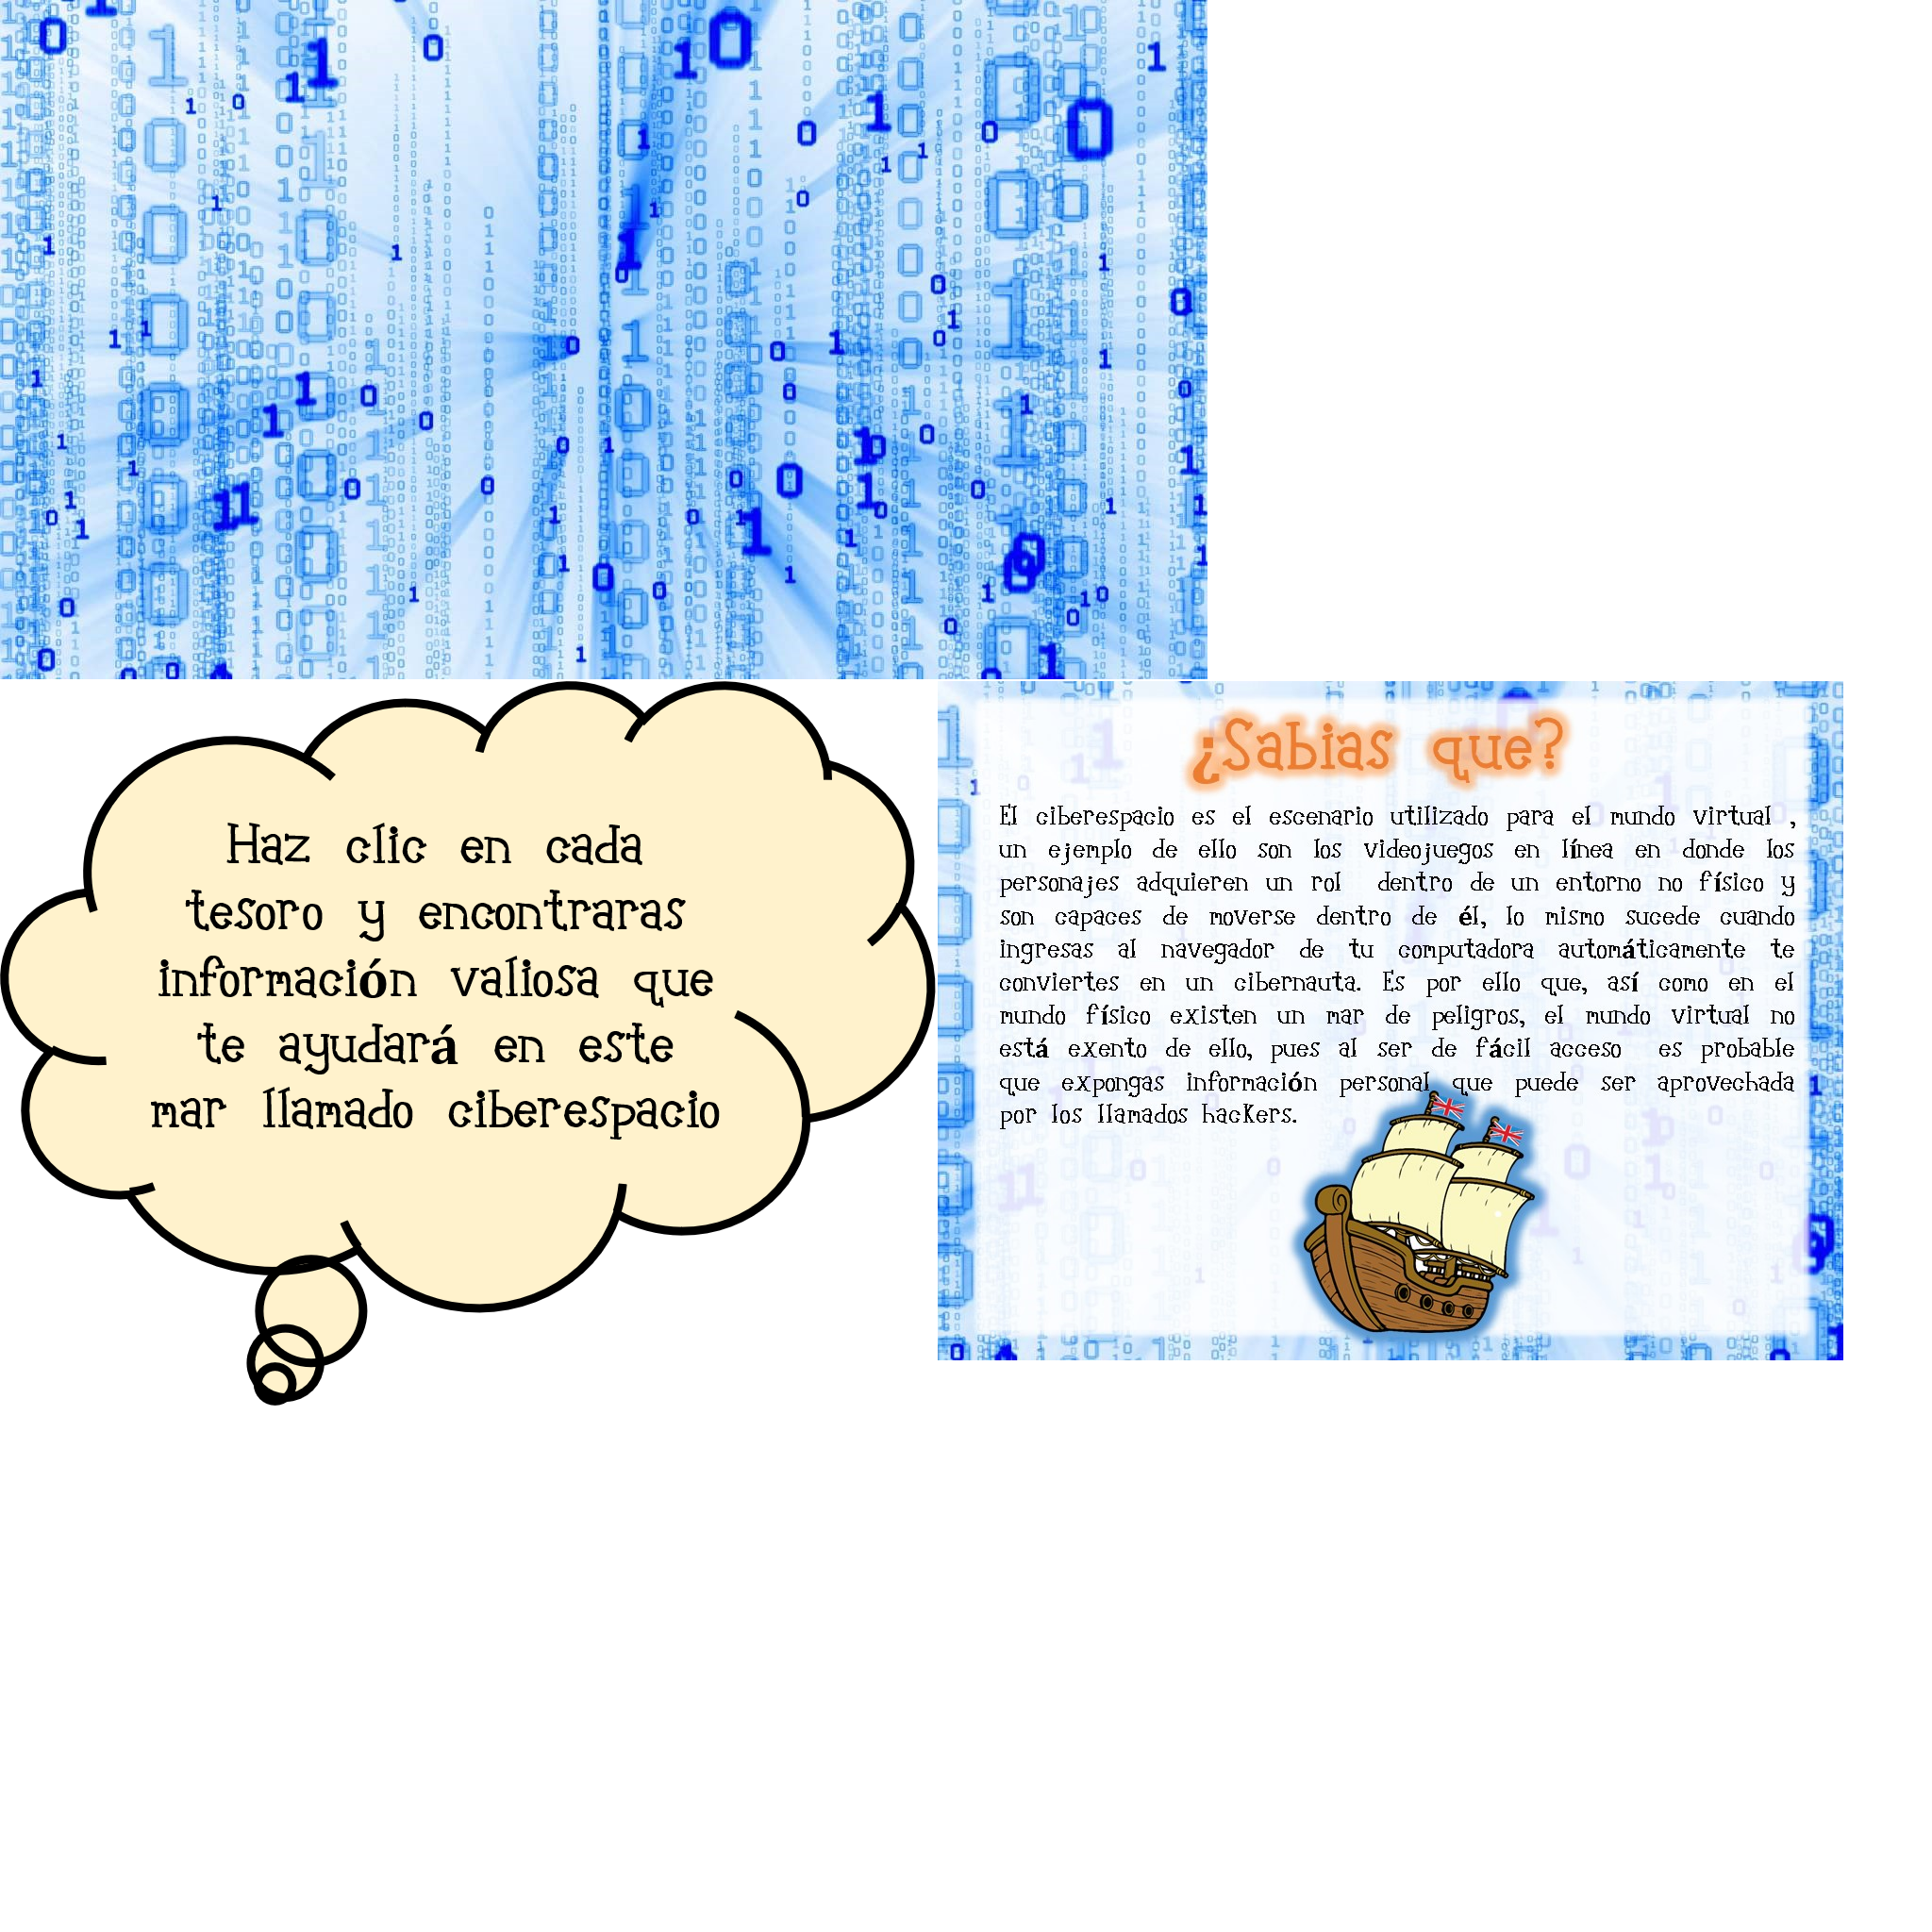 Haz clic en cada
tesoro y encontraras
información valiosa que
te ayudará en este
mar llamado ciberespacio
¿Sabias que?
El ciberespacio es el escenario utilizado para el mundo virtual ,
un ejemplo de ello son los videojuegos en línea en donde los
personajes adquieren un rol dentro de un entorno no físico y
son capaces de moverse dentro de él, lo mismo sucede cuando
ingresas al navegador de tu computadora automáticamente te
conviertes en un cibernauta. Es por ello que, así como en el
mundo físico existen un mar de peligros, el mundo virtual no
está exento de ello, pues al ser de fácil acceso es probable
que expongas información personal que puede ser aprovechada
por los llamados hackers.